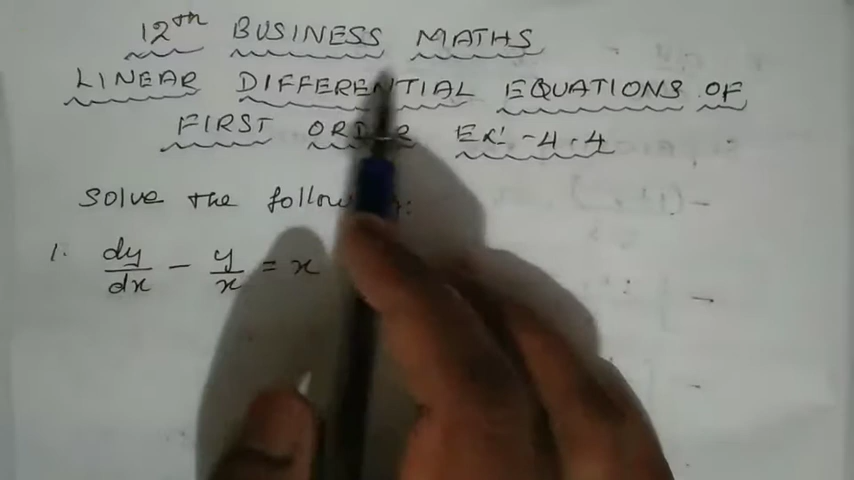 12th BUSINESS MATHS
LINEAR DIFFERENTIAL EQUATIONS OF
FIRST ORDER Ex: -4.4
Solve the
1. dy/dx - y/x = x